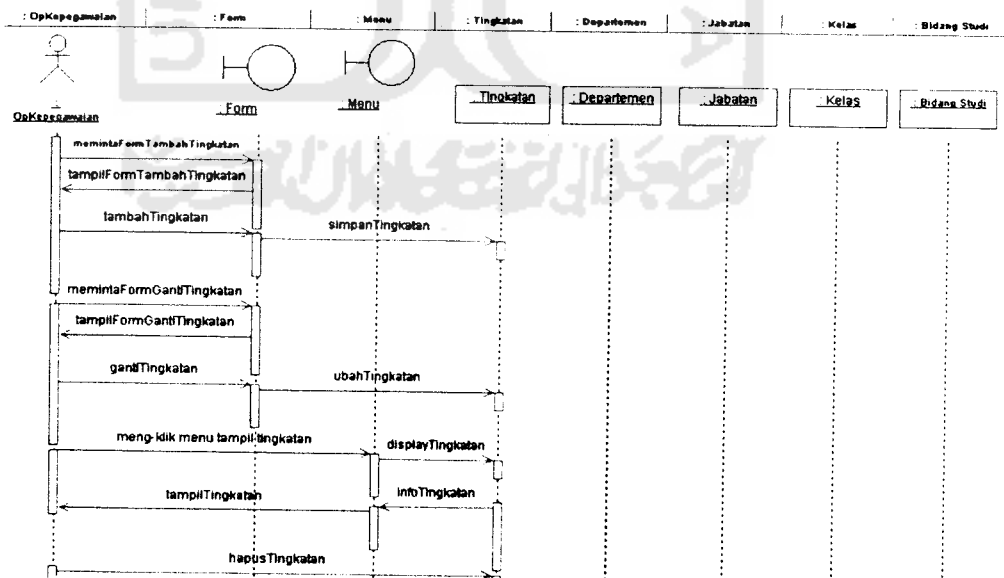 : OpKepegawaian : Form : Menu : Tingkatan : Departemen : Jabatan : Kelas : Bidang Studi
: Tingkatan : Departemen : Jabatan : Kelas : Bidang Studi
: Form : Menu
: OpKepegawaian
memintaFormTambahTingkatan
tampilFormTambahTingkatan
tambahTingkatan
simpanTingkatan
memintaFormGantiTingkatan
tampilFormGantiTingkatan
gantiTingkatan
ubahTingkatan
meng-klik menu tampil tingkatan
displayTingkatan
tampilTingkatan
infoTingkatan
hapusTingkatan